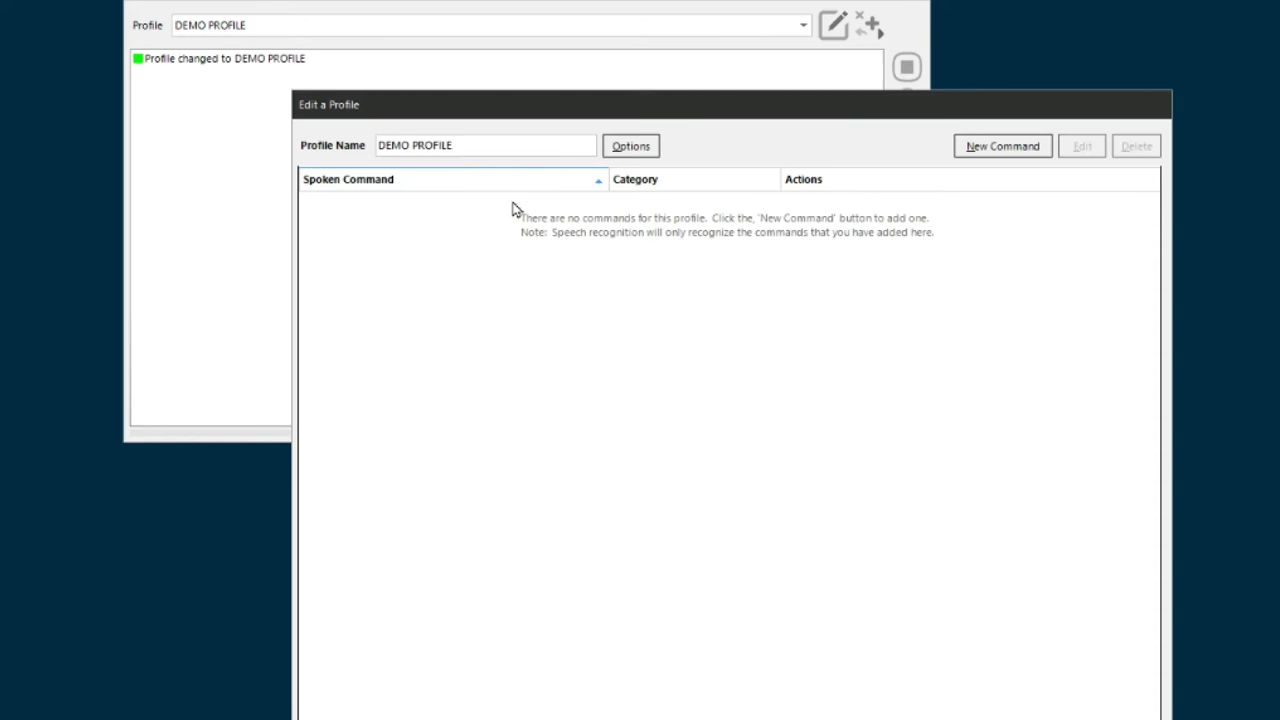 Profile DEMO PROFILE
Profile changed to DEMO PROFILE
Edit a Profile
Profile Name DEMO PROFILE Options New Command Edit Delete
Spoken Command Category Actions
There are no commands for this profile. Click the, 'New Command' button to add one.
Note: Speech recognition will only recognize the commands that you have added here.